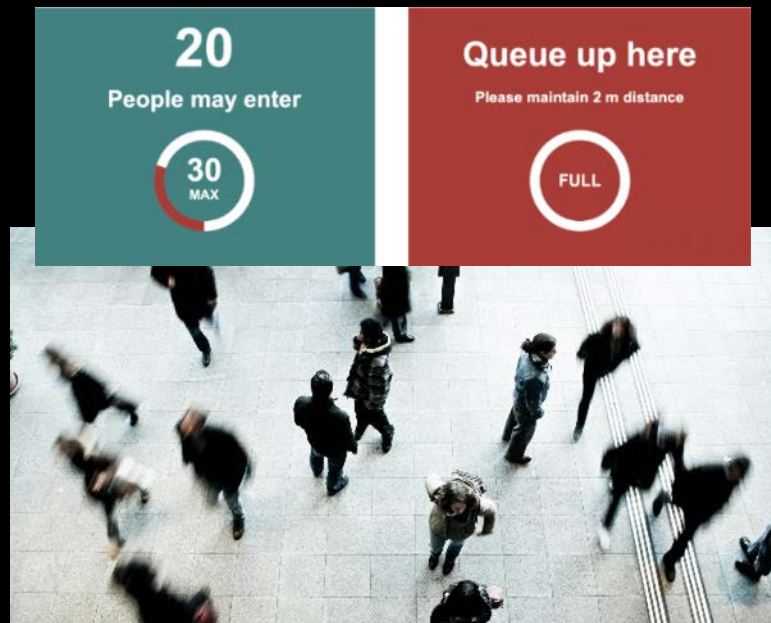 20
People may enter
30
MAX
Queue up here
Please maintain 2 m distance
FULL